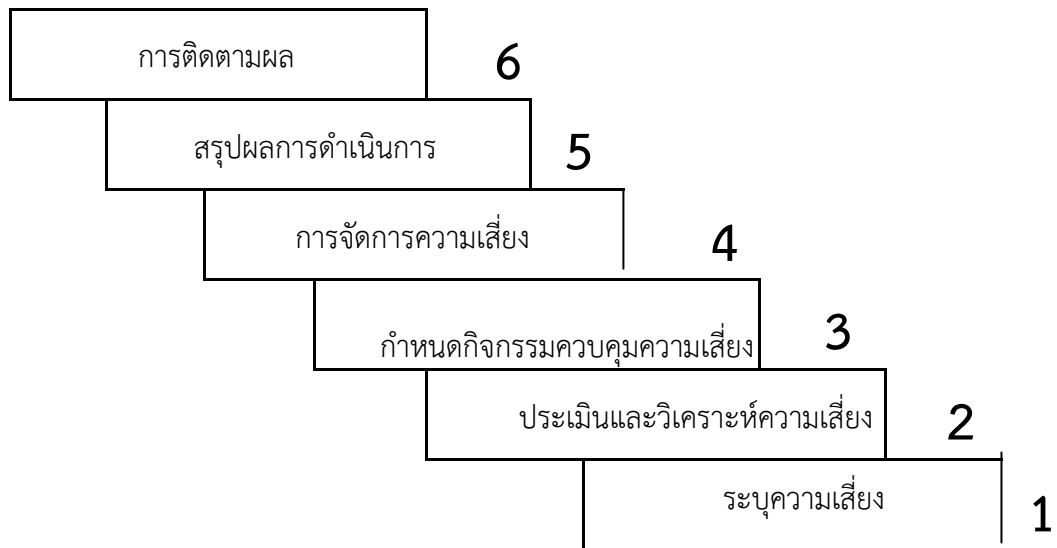 การติดตามผล 6
สรุปผลการดำเนินการ 5
การจัดการความเสี่ยง 4
กำหนดกิจกรรมควบคุมความเสี่ยง 3
ประเมินและวิเคราะห์ความเสี่ยง 2
ระบุความเสี่ยง 1